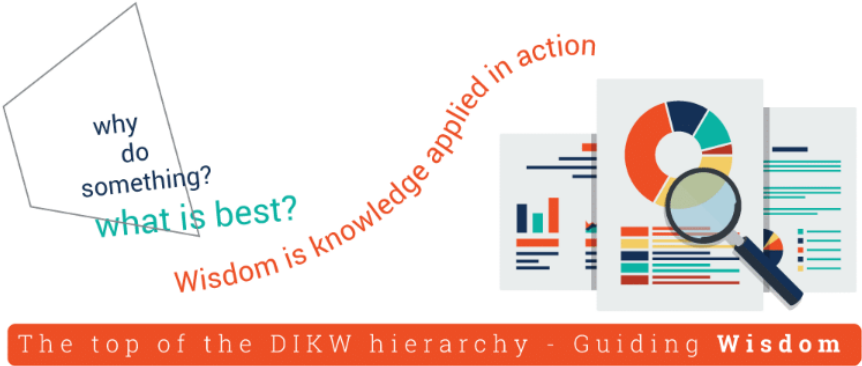 why
do
something?
what is best?
Wisdom is knowledge applied in action
The top of the DIKW hierarchy - Guiding Wisdom